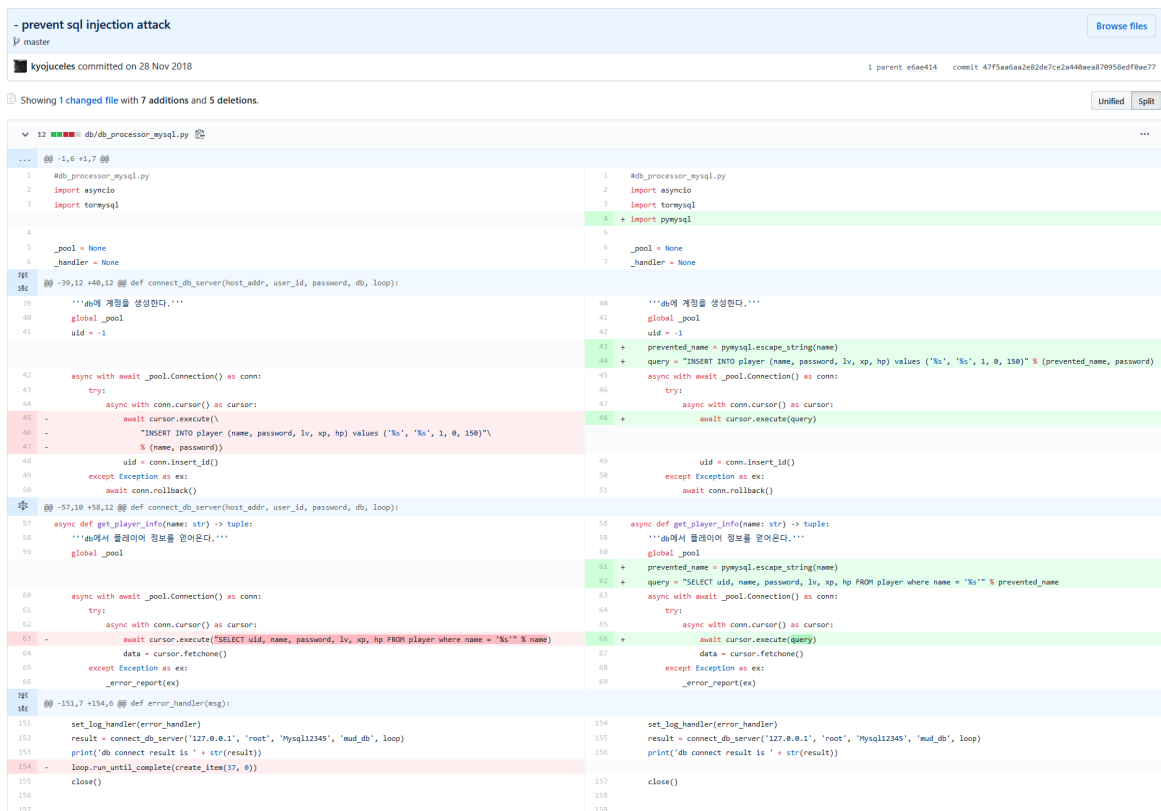 - prevent sql injection attack
Browse files
master
kyojuceles committed on 28 Nov 2018
1 parent e6ae414 commit 47f5aa6aa2e82de7ce2a440aea870958edf0ae77
Showing 1 changed file with 7 additions and 5 deletions.
Unified Split
12 db/db_processor_mysql.py
... @@ -1,6 +1,7 @@
1 #db_processor_mysql.py 1 #db_processor_mysql.py
2 import asyncio 2 import asyncio
3 import tormysql 3 import tormysql
4 + import pymysql
4 5
5 _pool = None 6 _pool = None
6 _handler = None 7 _handler = None
@@ -39,12 +40,12 @@ def connect_db_server(host_addr, user_id, password, db, loop):
39 '''db에 계정을 생성한다.''' 40 '''db에 계정을 생성한다.'''
40 global _pool 41 global _pool
41 uid = -1 42 uid = -1
43 + prevented_name = pymysql.escape_string(name)
44 + query = "INSERT INTO player (name, password, lv, xp, hp) values ('%s', '%s', 1, 0, 150)" % (prevented_name, password)
42 async with await _pool.Connection() as conn: 45 async with await _pool.Connection() as conn:
43 try: 46 try:
44 async with conn.cursor() as cursor: 47 async with conn.cursor() as cursor:
45 - await cursor.execute(\ 48 + await cursor.execute(query)
46 - "INSERT INTO player (name, password, lv, xp, hp) values ('%s', '%s', 1, 0, 150)"\
47 - % (name, password))
48 uid = conn.insert_id() 49 uid = conn.insert_id()
49 except Exception as ex: 50 except Exception as ex:
50 await conn.rollback() 51 await conn.rollback()
@@ -57,10 +58,12 @@ def connect_db_server(host_addr, user_id, password, db, loop):
57 async def get_player_info(name: str) -> tuple: 58 async def get_player_info(name: str) -> tuple:
58 '''db에서 플레이어 정보를 얻어온다.''' 59 '''db에서 플레이어 정보를 얻어온다.'''
59 global _pool 60 global _pool
61 + prevented_name = pymysql.escape_string(name)
62 + query = "SELECT uid, name, password, lv, xp, hp FROM player where name = '%s'" % prevented_name
60 async with await _pool.Connection() as conn: 63 async with await _pool.Connection() as conn:
61 try: 64 try:
62 async with conn.cursor() as cursor: 65 async with conn.cursor() as cursor:
63 - await cursor.execute("SELECT uid, name, password, lv, xp, hp FROM player where name = '%s'" % name) 66 + await cursor.execute(query)
64 data = cursor.fetchone() 67 data = cursor.fetchone()
65 except Exception as ex: 68 except Exception as ex:
66 _error_report(ex) 69 _error_report(ex)
@@ -151,7 +154,6 @@ def error_handler(msg):
151 set_log_handler(error_handler) 154 set_log_handler(error_handler)
152 result = connect_db_server('127.0.0.1', 'root', 'Mysql12345', 'mud_db', loop) 155 result = connect_db_server('127.0.0.1', 'root', 'Mysql12345', 'mud_db', loop)
153 print('db connect result is ' + str(result)) 156 print('db connect result is ' + str(result))
154 - loop.run_until_complete(create_item(37, 0))
155 close() 157 close()
156 158
157 159